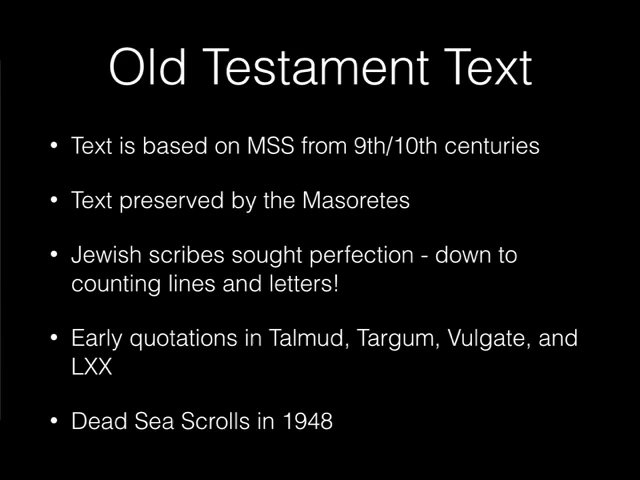 Old Testament Text
• Text is based on MSS from 9th/10th centuries
• Text preserved by the Masoretes
• Jewish scribes sought perfection - down to
counting lines and letters!
• Early quotations in Talmud, Targum, Vulgate, and
LXX
• Dead Sea Scrolls in 1948